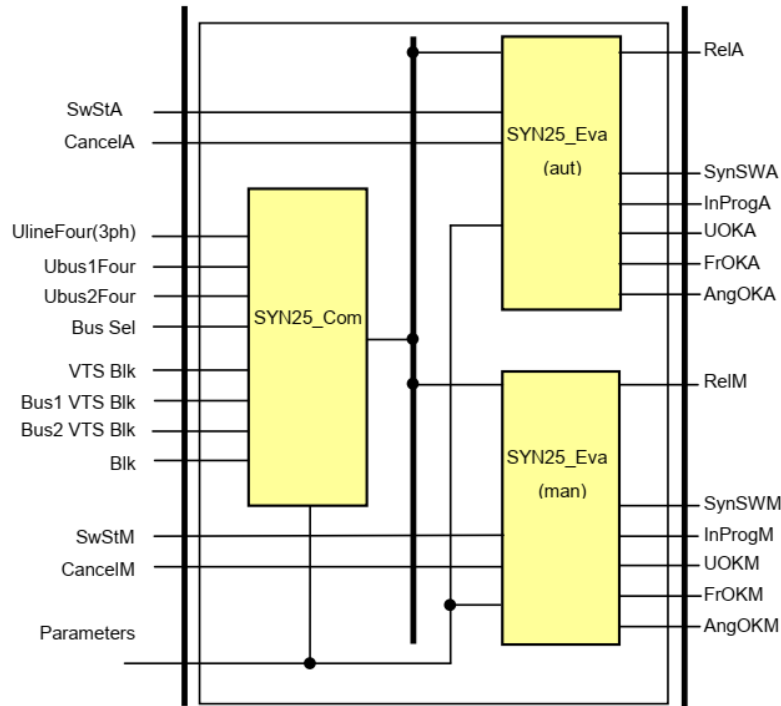 SwStA
CancelA
UlineFour(3ph)
Ubus1Four
Ubus2Four
Bus Sel
VTS Blk
Bus1 VTS Blk
Bus2 VTS Blk
Blk
SwStM
CancelM
Parameters
SYN25_Com
SYN25_Eva
(aut)
SYN25_Eva
(man)
RelA
SynSWA
InProgA
UOKA
FrOKA
AngOKA
RelM
SynSWM
InProgM
UOKM
FrOKM
AngOKM